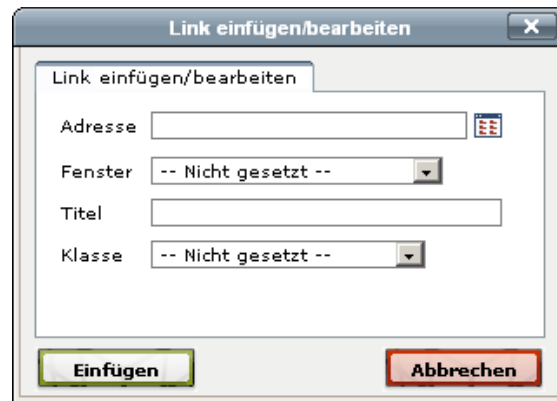 Link einfügen/bearbeiten
Link einfügen/bearbeiten
Adresse
Fenster -- Nicht gesetzt --
Titel
Klasse -- Nicht gesetzt --
Einfügen Abbrechen